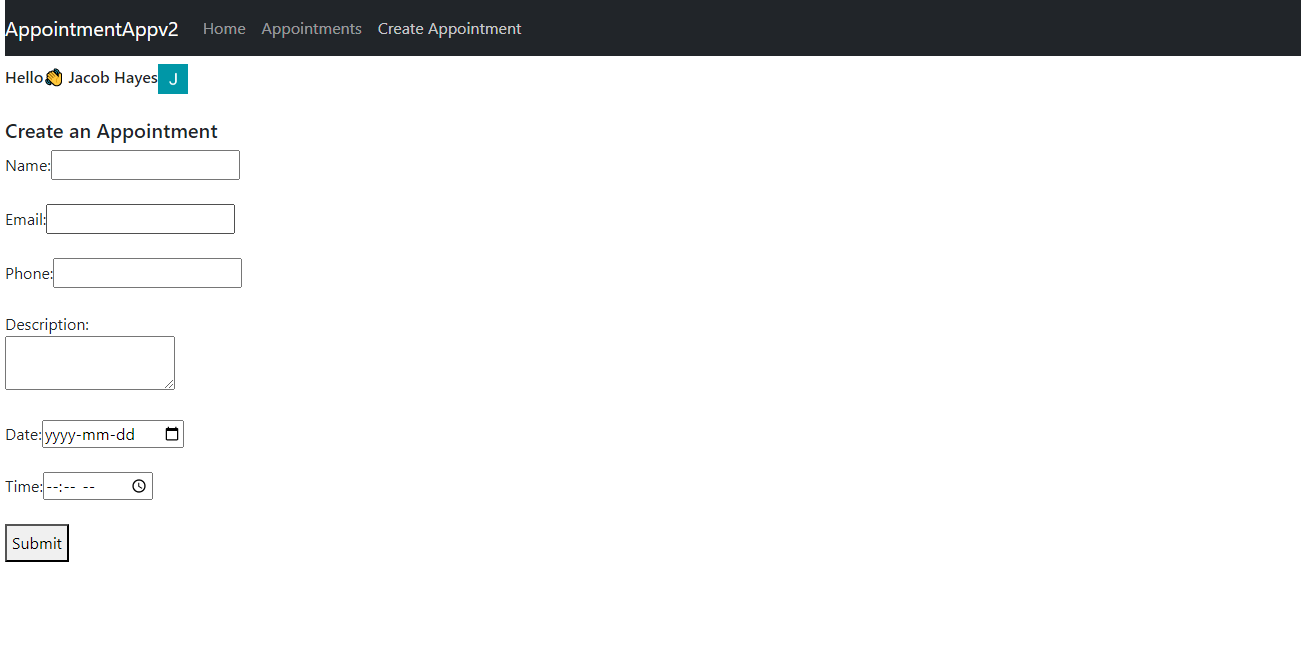 AppointmentAppv2 Home Appointments Create Appointment
Hello👋 Jacob Hayes J
Create an Appointment
Name:
Email:
Phone:
Description:
Date: yyyy-mm-dd
Time: --:-- --
Submit